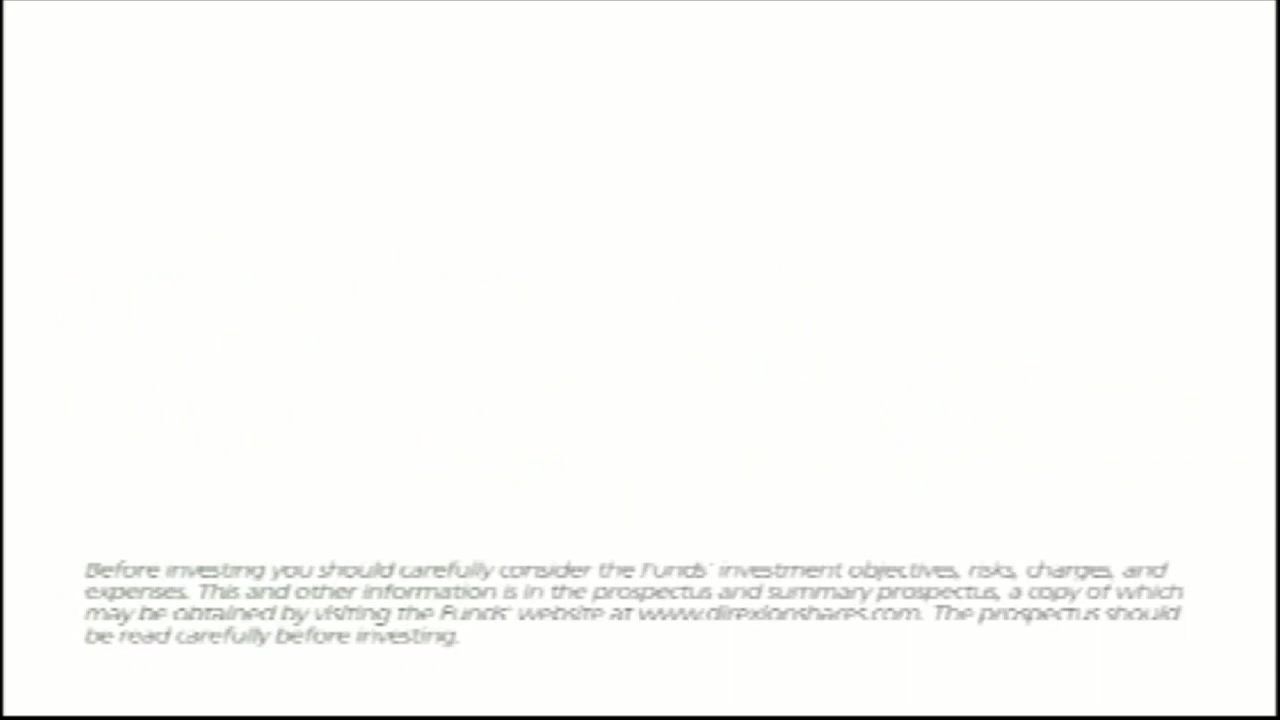 Before investing you should carefully consider the Funds' investment objectives, risks, charges, and
expenses. This and other information is in the prospectus and summary prospectus, a copy of which
may be obtained by visiting the Funds' website at www.direxionshares.com. The prospectus should
be read carefully before investing.